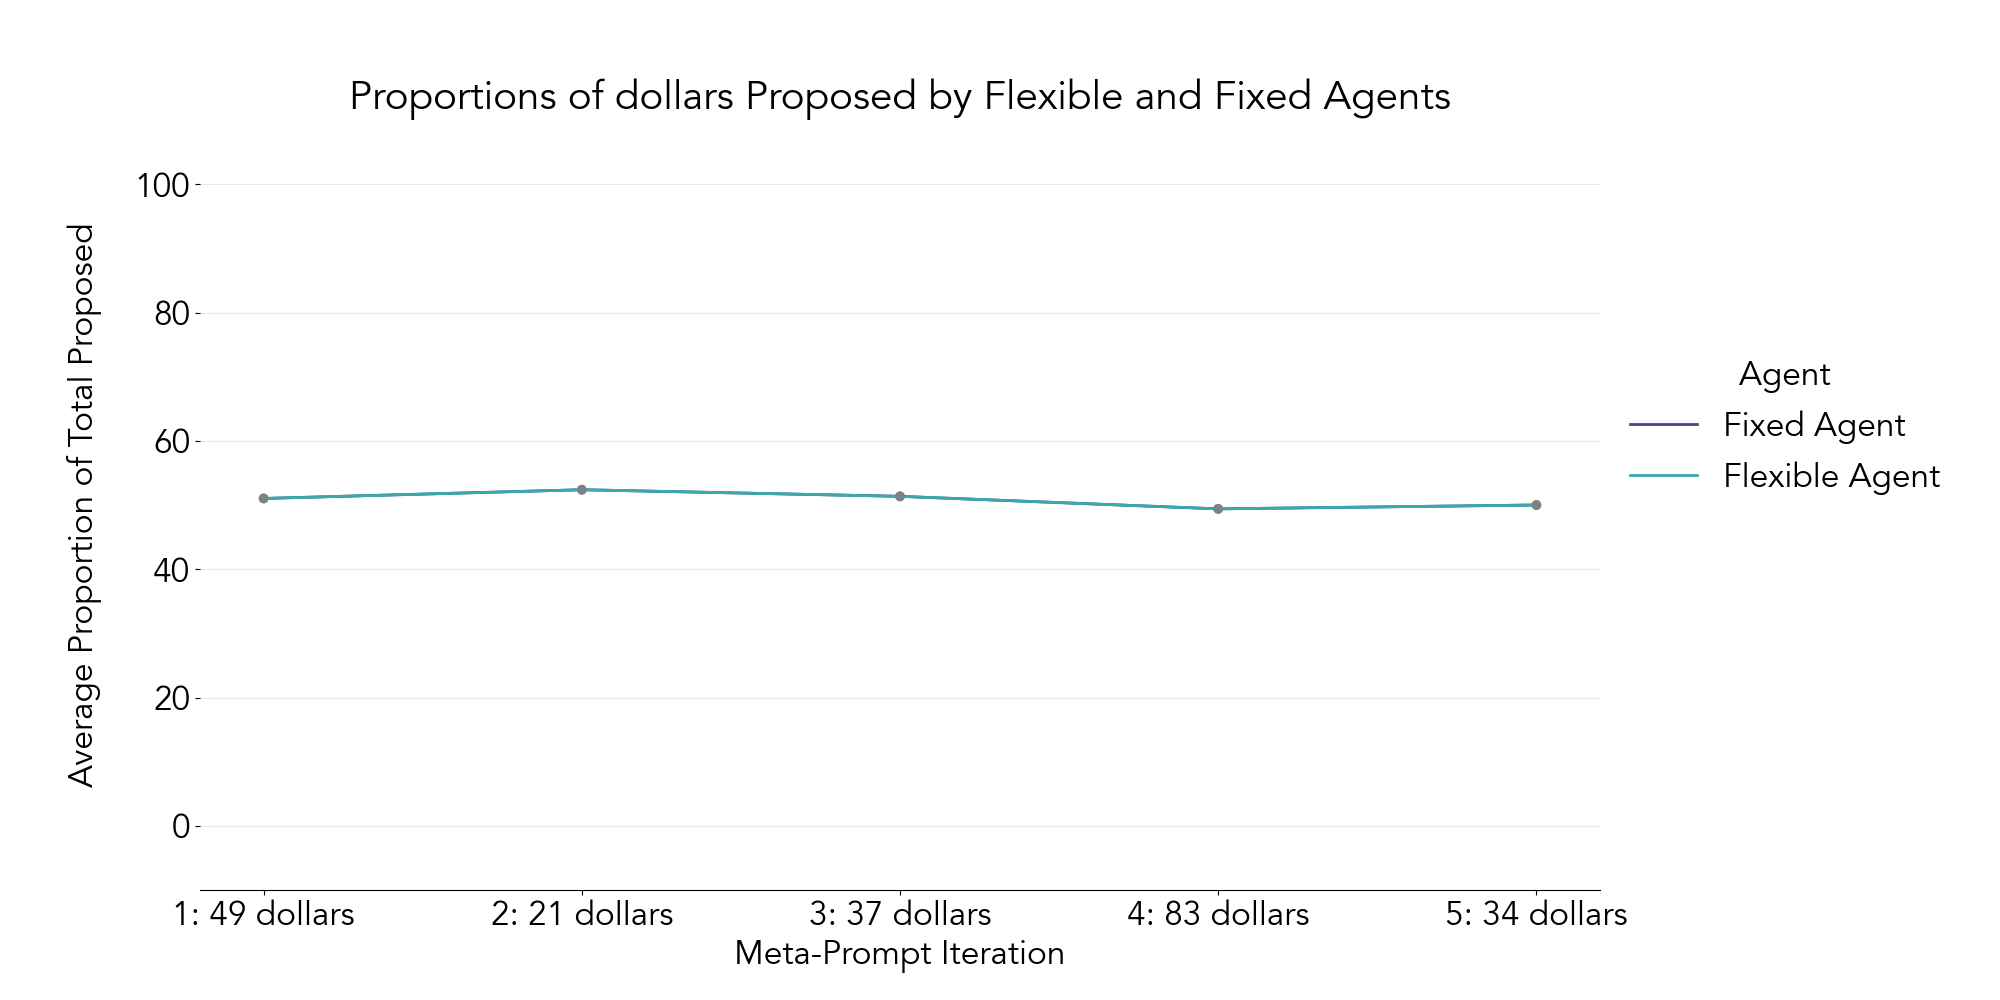 Proportions of dollars Proposed by Flexible and Fixed Agents
Average Proportion of Total Proposed
100
80
60
40
20
0
1: 49 dollars
2: 21 dollars
3: 37 dollars
4: 83 dollars
5: 34 dollars
Meta-Prompt Iteration
Agent
Fixed Agent
Flexible Agent